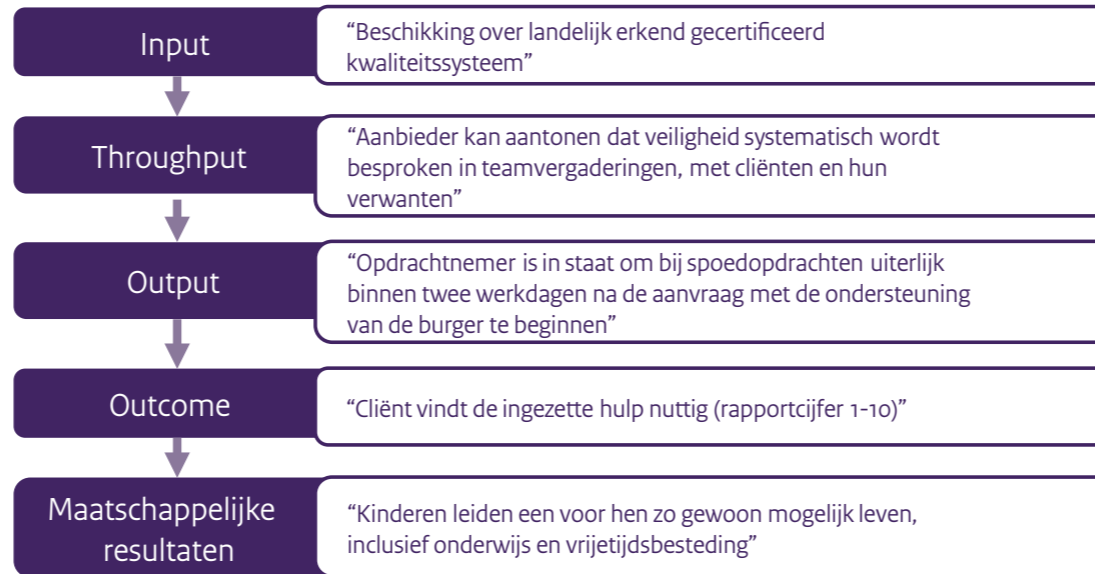 Input
“Beschikking over landelijk erkend gecertificeerd
kwaliteitssysteem”
Throughput
“Aanbieder kan aantonen dat veiligheid systematisch wordt
besproken in teamvergaderingen, met cliënten en hun
verwanten”
Output
“Opdrachtnemer is in staat om bij spoedopdrachten uiterlijk
binnen twee werkdagen na de aanvraag met de ondersteuning
van de burger te beginnen”
Outcome
“Cliënt vindt de ingezette hulp nuttig (rapportcijfer 1-10)”
Maatschappelijke
resultaten
“Kinderen leiden een voor hen zo gewoon mogelijk leven,
inclusief onderwijs en vrijetijdsbesteding”